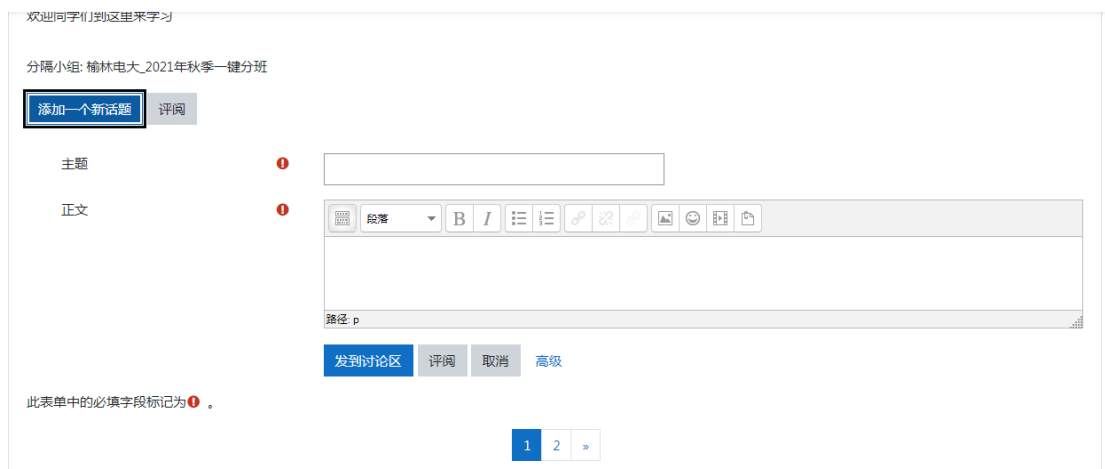 欢迎同学们到这里来学习
分隔小组: 榆林电大_2021年秋季一键分班
添加一个新话题 评阅
主题
正文
段落 B I
路径: p
发到讨论区 评阅 取消 高级
此表单中的必填字段标记为 。
1 2 »